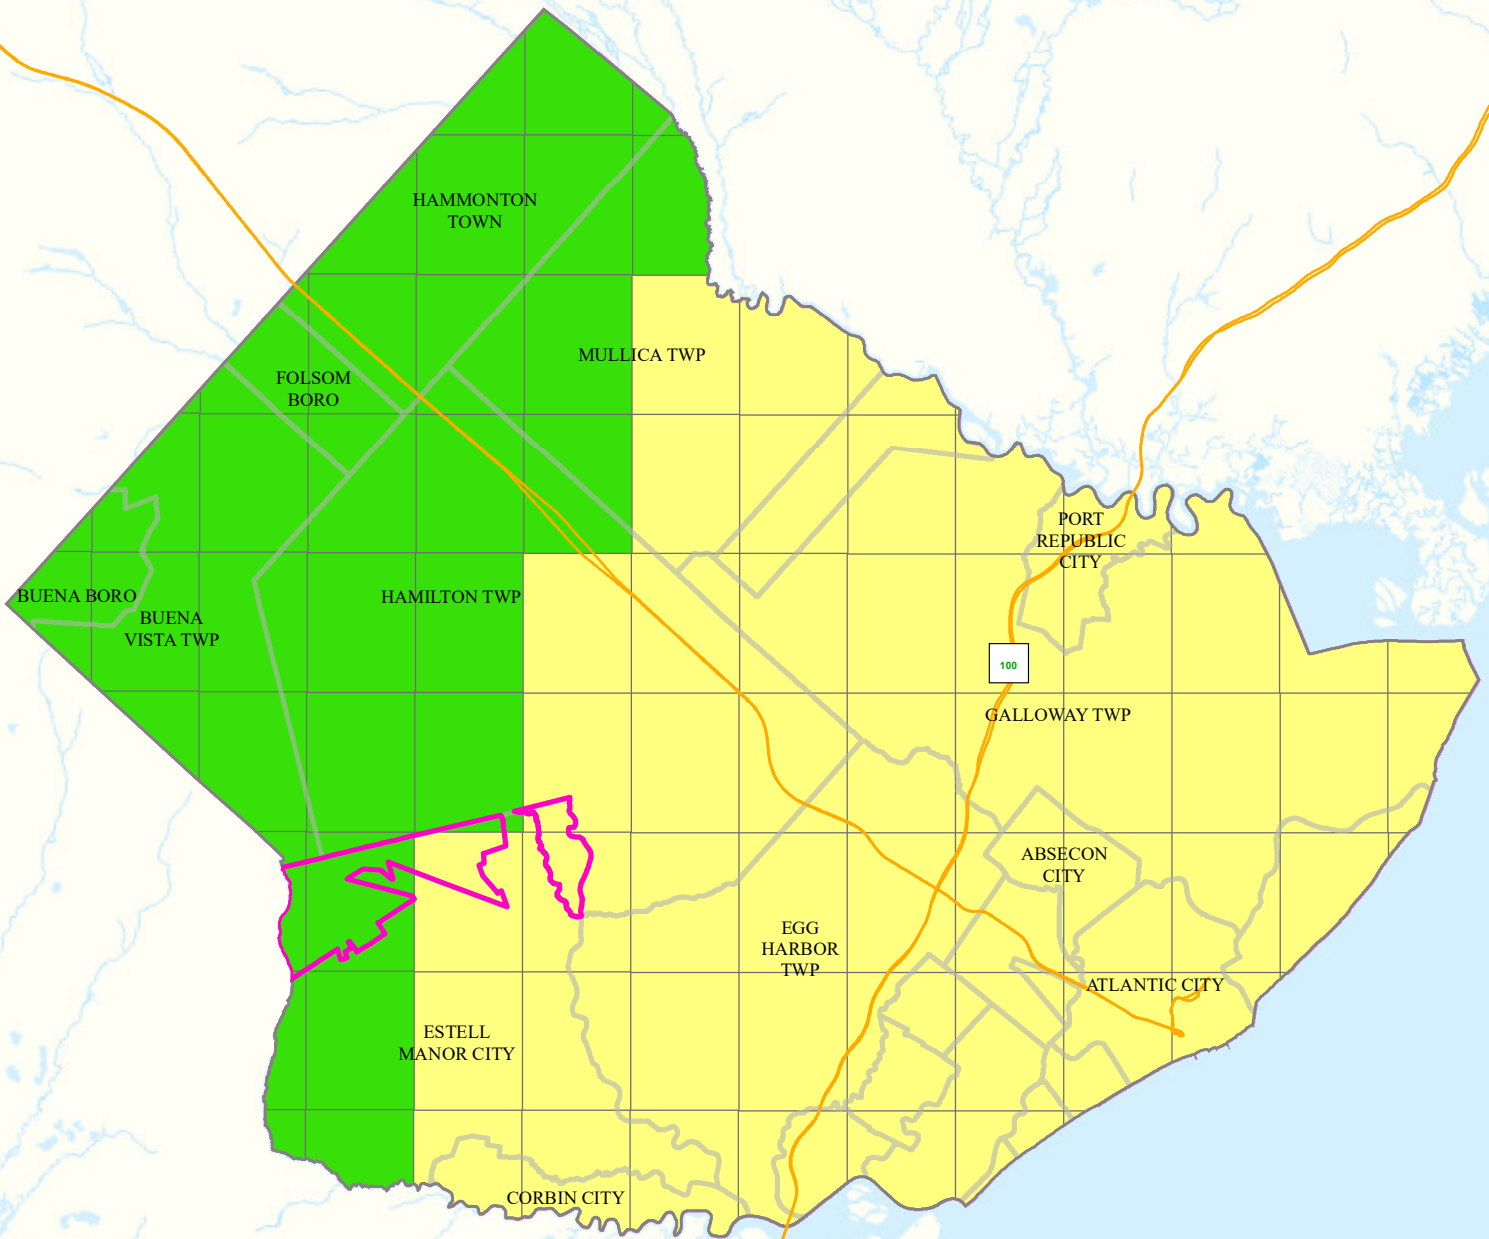 HAMMONTON
TOWN
MULLICA TWP
FOLSOM
BORO
PORT
REPUBLIC
CITY
BUENA BORO
HAMILTON TWP
BUENA
VISTA TWP
100
GALLOWAY TWP
ABSECON
CITY
EGG
HARBOR
TWP
ATLANTIC CITY
ESTELL
MANOR CITY
CORBIN CITY